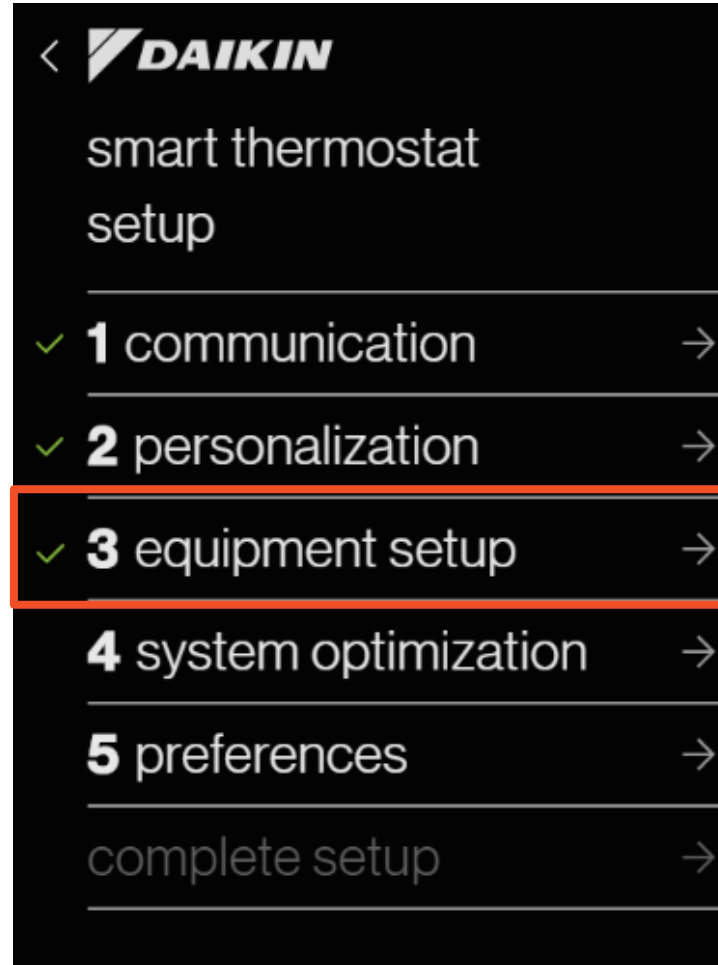 DAIKIN
smart thermostat
setup
1 communication
2 personalization
3 equipment setup
4 system optimization
5 preferences
complete setup